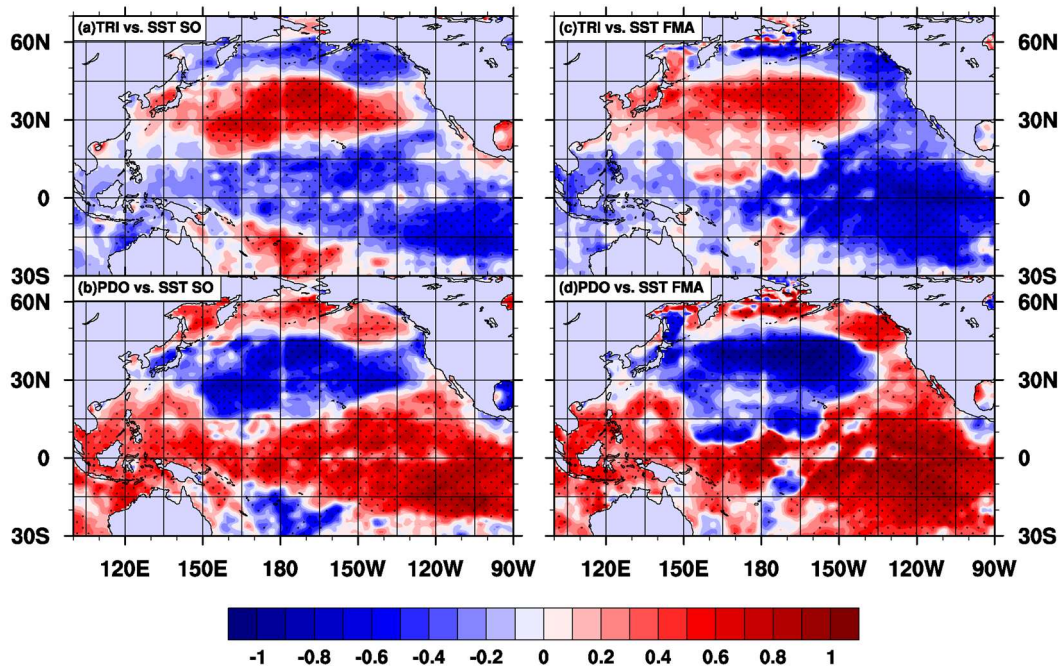 (a)TRI vs. SST SO
(c)TRI vs. SST FMA
60N
30N
0
30S
60N
30N
0
30S
(b)PDO vs. SST SO
(d)PDO vs. SST FMA
60N
30N
0
30S
60N
30N
0
30S
120E 150E 180 150W 120W 90W
120E 150E 180 150W 120W 90W
-1 -0.8 -0.6 -0.4 -0.2 0 0.2 0.4 0.6 0.8 1